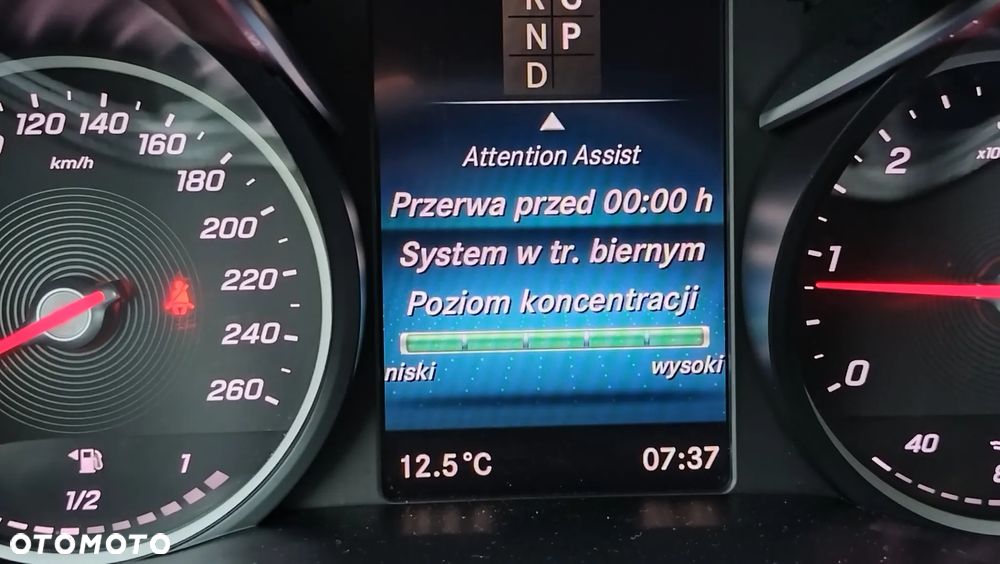 N P
D
Attention Assist
Przerwa przed 00:00 h
System w tr. biernym
Poziom koncentracji
niski wysoki
12.5°C 07:37
120 140 160 180 200 220 240 260
km/h
1/2 1
2
x10
1
0
40
OTOMOTO